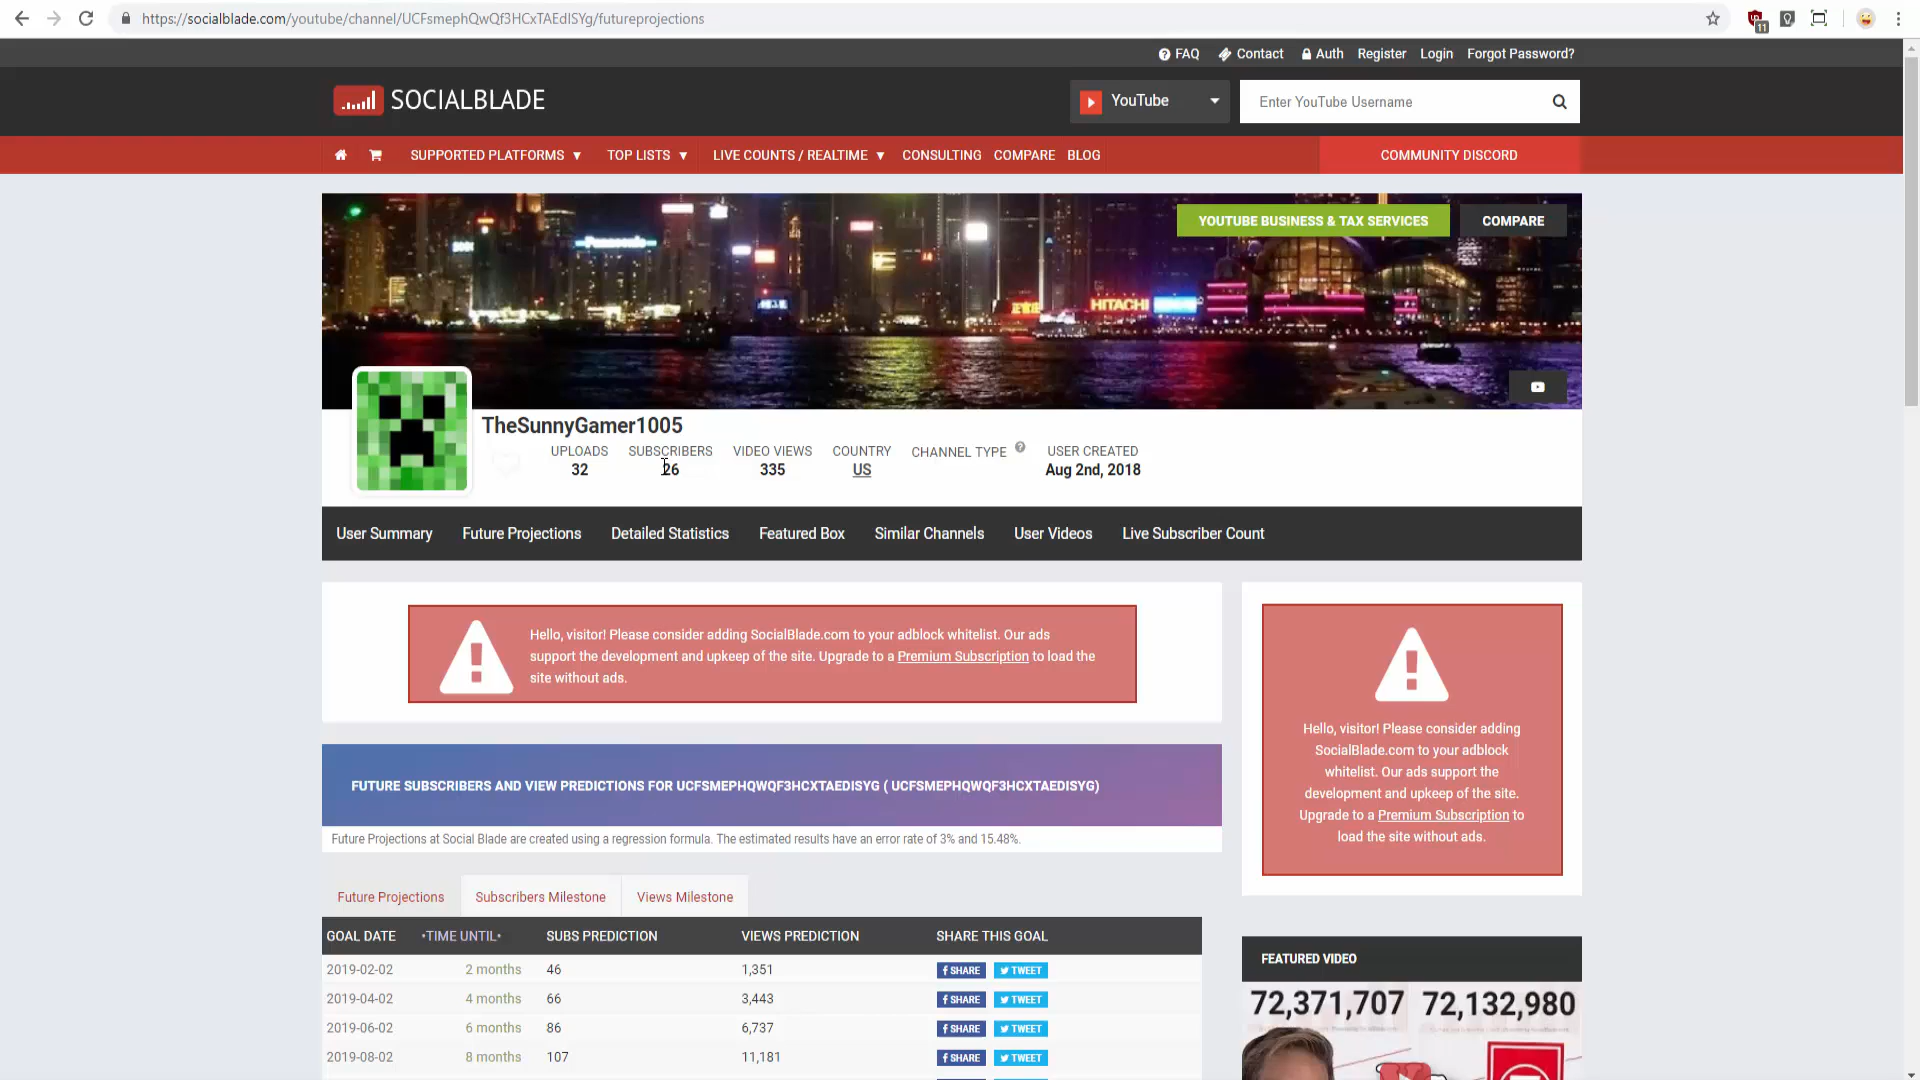 https://socialblade.com/youtube/channel/UCFsmephQwQf3HCxTAEdISYg/futureprojections
11
FAQ Contact Auth Register Login Forgot Password?
SOCIALBLADE
YouTube
Enter YouTube Username
SUPPORTED PLATFORMS ▼ TOP LISTS ▼ LIVE COUNTS / REALTIME ▼ CONSULTING COMPARE BLOG
COMMUNITY DISCORD
YOUTUBE BUSINESS & TAX SERVICES
COMPARE
Panasonic
HITACHI
TheSunnyGamer1005
UPLOADS SUBSCRIBERS VIDEO VIEWS COUNTRY CHANNEL TYPE USER CREATED
32 26 335 US Aug 2nd, 2018
User Summary Future Projections Detailed Statistics Featured Box Similar Channels User Videos Live Subscriber Count
Hello, visitor! Please consider adding SocialBlade.com to your adblock whitelist. Our ads
support the development and upkeep of the site. Upgrade to a Premium Subscription to load the
site without ads.
Hello, visitor! Please consider adding
SocialBlade.com to your adblock
whitelist. Our ads support the
development and upkeep of the site.
Upgrade to a Premium Subscription to
load the site without ads.
FUTURE SUBSCRIBERS AND VIEW PREDICTIONS FOR UCFSMEPHQWQF3HCXTAEDISYG ( UCFSMEPHQWQF3HCXTAEDISYG)
Future Projections at Social Blade are created using a regression formula. The estimated results have an error rate of 3% and 15.48%.
Future Projections Subscribers Milestone Views Milestone
GOAL DATE •TIME UNTIL• SUBS PREDICTION VIEWS PREDICTION SHARE THIS GOAL
2019-02-02 2 months 46 1,351 SHARE TWEET
2019-04-02 4 months 66 3,443 SHARE TWEET
2019-06-02 6 months 86 6,737 SHARE TWEET
2019-08-02 8 months 107 11,181 SHARE TWEET
FEATURED VIDEO
72,371,707 72,132,980